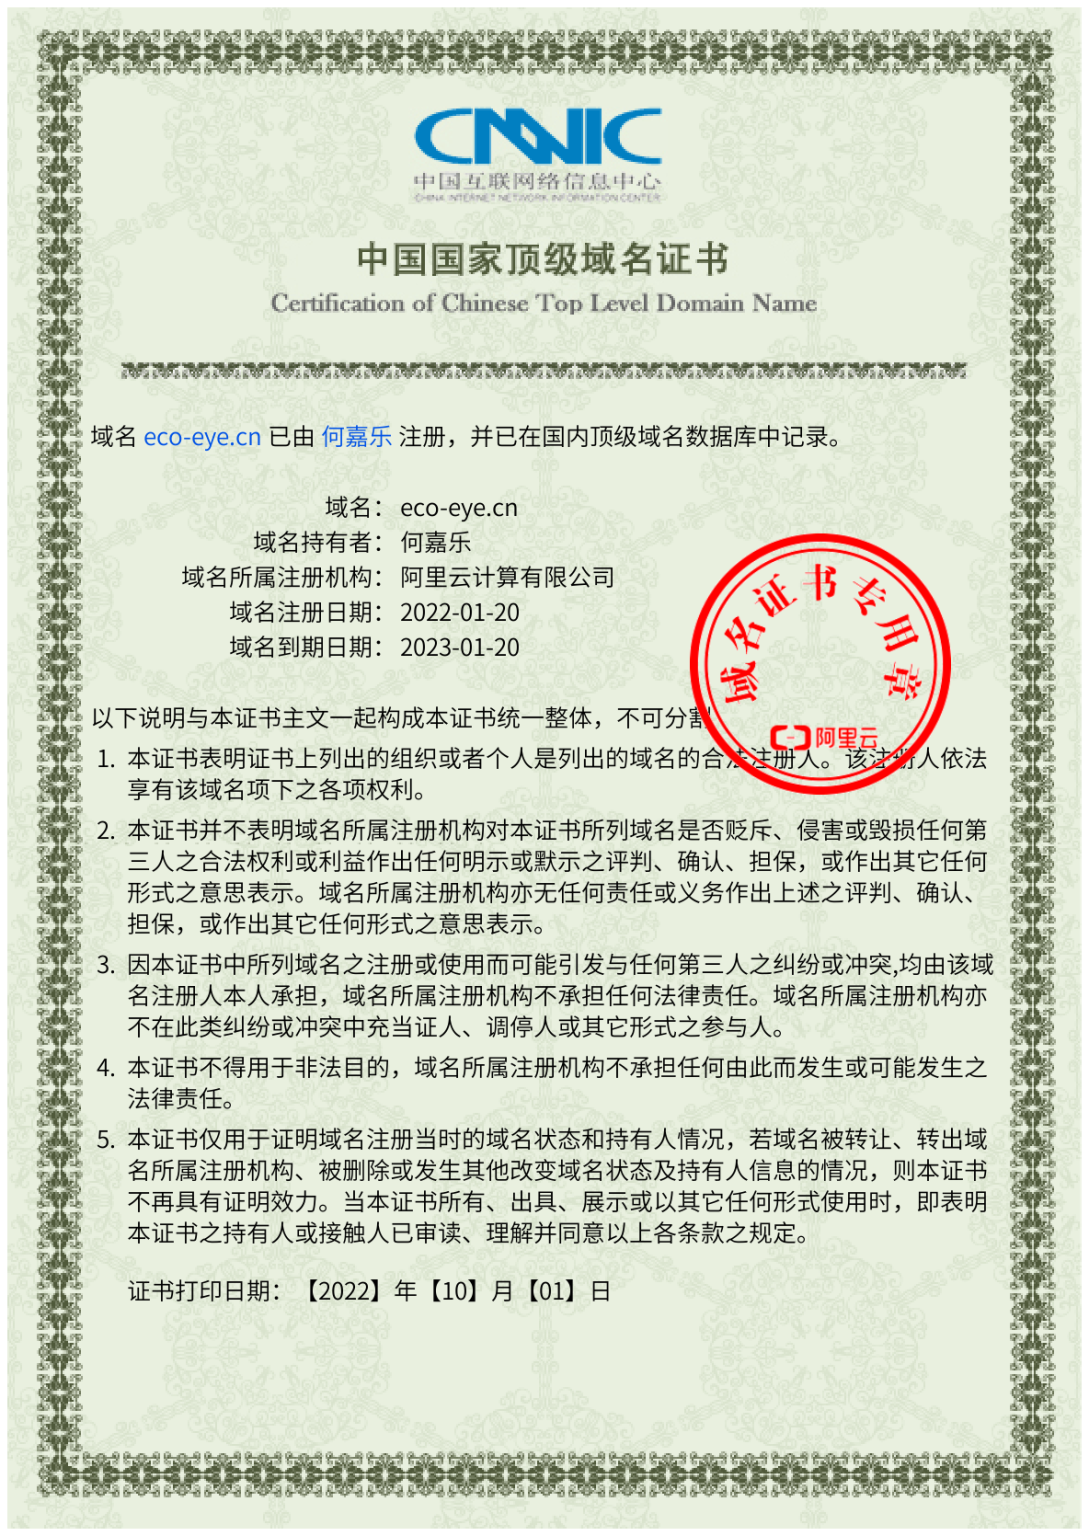 CNNIC
中国互联网络信息中心
CHINA INTERNET NETWORK INFORMATION CENTER
中国国家顶级域名证书
Certification of Chinese Top Level Domain Name
域名 eco-eye.cn 已由 何嘉乐 注册，并已在国内顶级域名数据库中记录。
域名： eco-eye.cn
域名持有者： 何嘉乐
域名所属注册机构： 阿里云计算有限公司
域名注册日期： 2022-01-20
域名到期日期： 2023-01-20
域名证书专用章
阿里云
以下说明与本证书主文一起构成本证书统一整体，不可分割
1. 本证书表明证书上列出的组织或者个人是列出的域名的合法注册人。该注册人依法
享有该域名项下之各项权利。
2. 本证书并不表明域名所属注册机构对本证书所列域名是否贬斥、侵害或毁损任何第
三人之合法权利或利益作出任何明示或默示之评判、确认、担保，或作出其它任何
形式之意思表示。域名所属注册机构亦无任何责任或义务作出上述之评判、确认、
担保，或作出其它任何形式之意思表示。
3. 因本证书中所列域名之注册或使用而可能引发与任何第三人之纠纷或冲突,均由该域
名注册人本人承担，域名所属注册机构不承担任何法律责任。域名所属注册机构亦
不在此类纠纷或冲突中充当证人、调停人或其它形式之参与人。
4. 本证书不得用于非法目的，域名所属注册机构不承担任何由此而发生或可能发生之
法律责任。
5. 本证书仅用于证明域名注册当时的域名状态和持有人情况，若域名被转让、转出域
名所属注册机构、被删除或发生其他改变域名状态及持有人信息的情况，则本证书
不再具有证明效力。当本证书所有、出具、展示或以其它任何形式使用时，即表明
本证书之持有人或接触人已审读、理解并同意以上各条款之规定。
证书打印日期：【2022】年【10】月【01】日